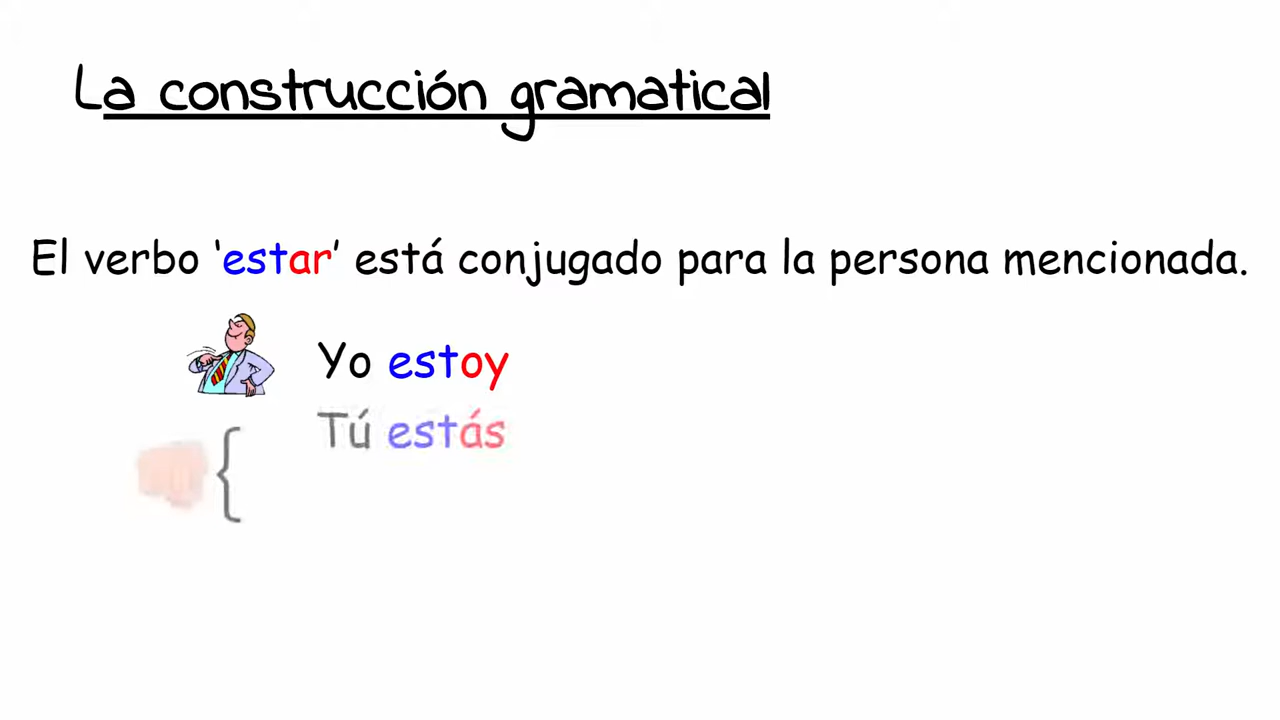 La construcción gramatical
El verbo ‘estar’ está conjugado para la persona mencionada.
Yo estoy
Tú estás